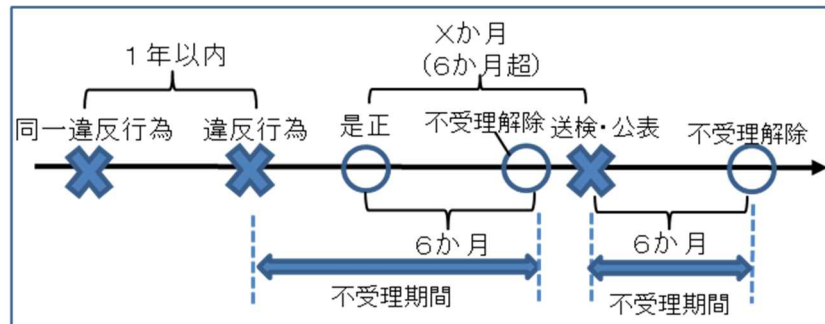 1年以内
Xか月
(6か月超)
同一違反行為
違反行為
是正
不受理解除
送検・公表
不受理解除
6か月
6か月
不受理期間
不受理期間